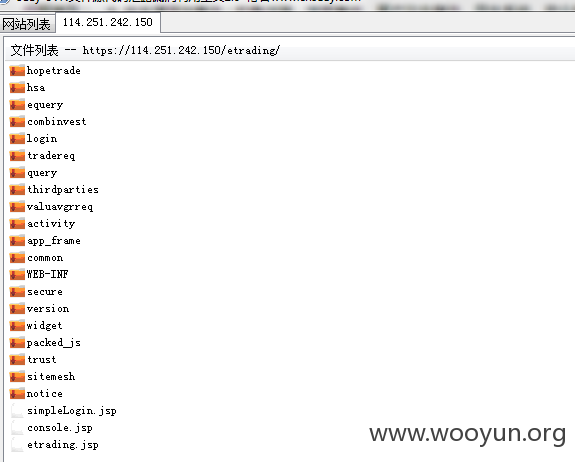 网站列表 114.251.242.150
文件列表 -- https://114.251.242.150/etrading/
hopetrade
hsa
equery
combinvest
login
tradereq
query
thirdparties
valuavgrreq
activity
app_frame
common
WEB-INF
secure
version
widget
packed_js
trust
sitemesh
notice
simpleLogin.jsp
console.jsp
etrading.jsp
www.wooyun.org